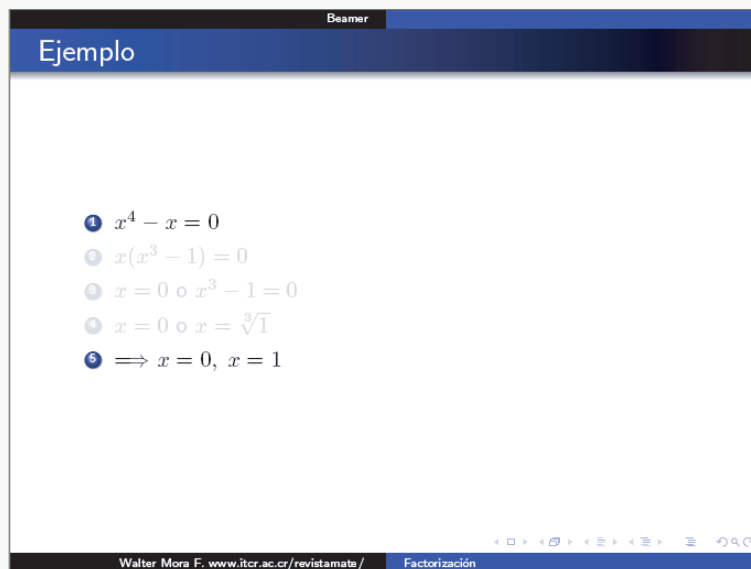 Beamer
Ejemplo
1 x⁴ − x = 0
2 x(x³ − 1) = 0
3 x = 0 o x³ − 1 = 0
4 x = 0 o x = ∛1
5 ⟹ x = 0, x = 1
Walter Mora F. www.itcr.ac.cr/revistamate/ Factorización